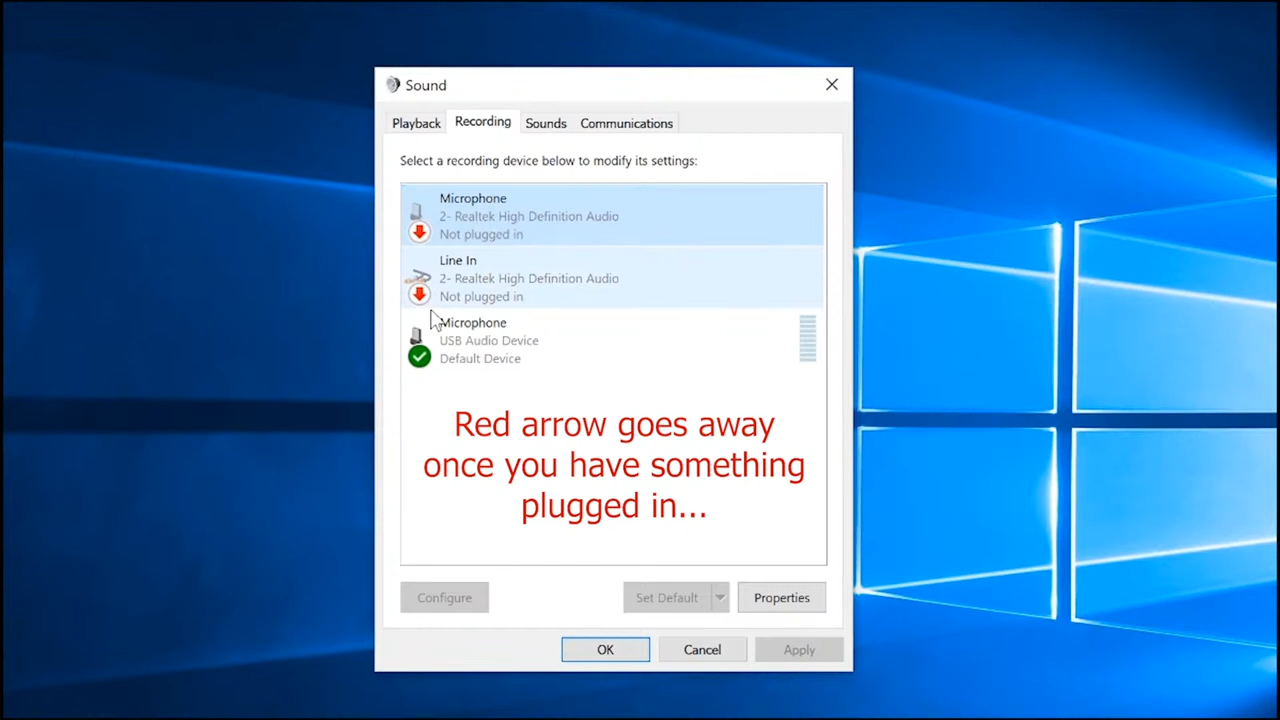 Sound
Playback Recording Sounds Communications
Select a recording device below to modify its settings:
Microphone
2- Realtek High Definition Audio
Not plugged in
Line In
2- Realtek High Definition Audio
Not plugged in
Microphone
USB Audio Device
Default Device
Red arrow goes away
once you have something
plugged in...
Configure Set Default Properties
OK Cancel Apply